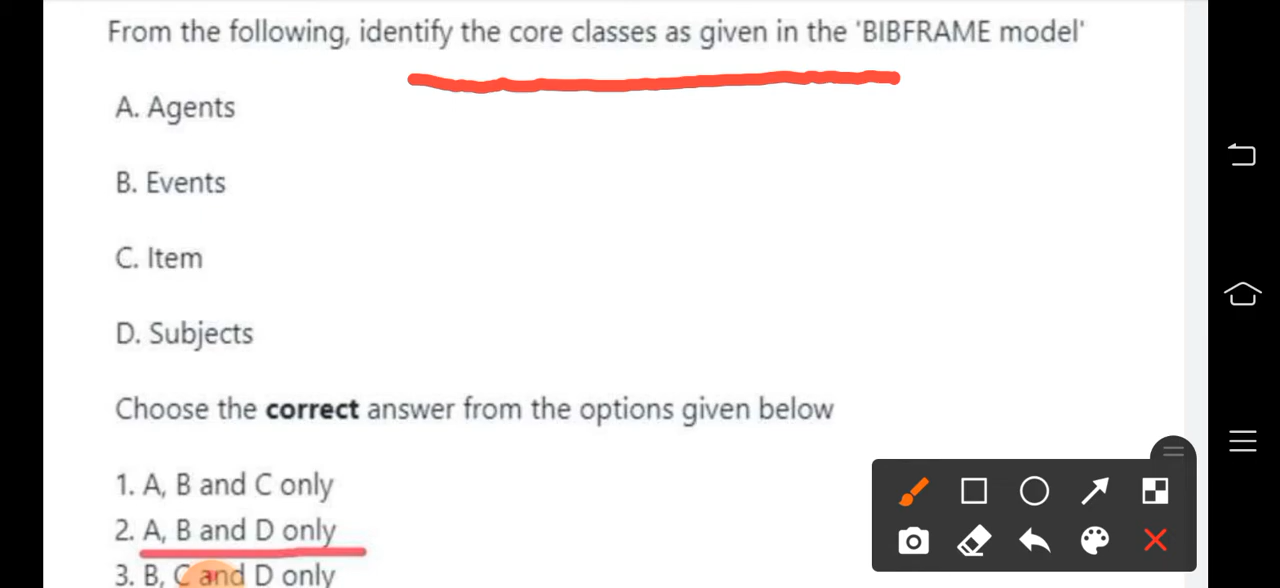 From the following, identify the core classes as given in the 'BIBFRAME model'
A. Agents
B. Events
C. Item
D. Subjects
Choose the correct answer from the options given below
1. A, B and C only
2. A, B and D only
3. B, C and D only